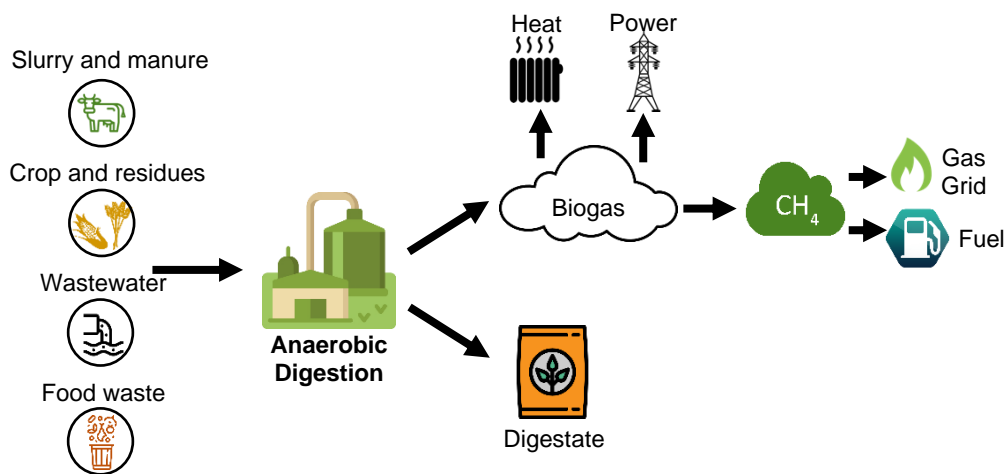 Slurry and manure
Crop and residues
Wastewater
Food waste
Anaerobic
Digestion
Heat
Power
Biogas
CH₄
Gas
Grid
Fuel
Digestate